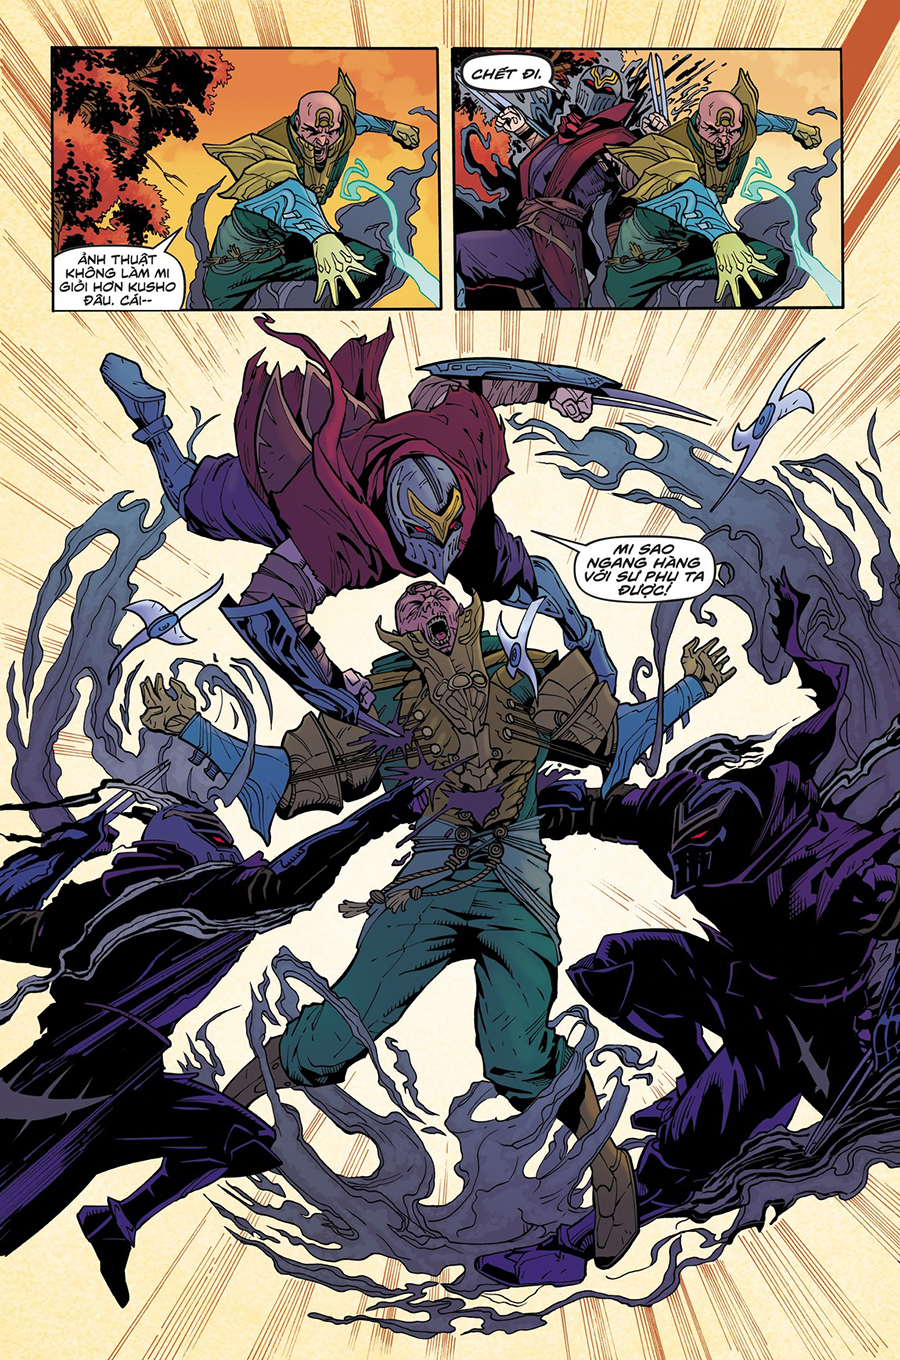 ẢNH THUẬT
KHÔNG LÀM MI
GIỎI HƠN KUSHO
ĐÂU. CÁI--
CHẾT ĐI.
MI SAO
NGANG HÀNG
VỚI SƯ PHỤ TA
ĐƯỢC!